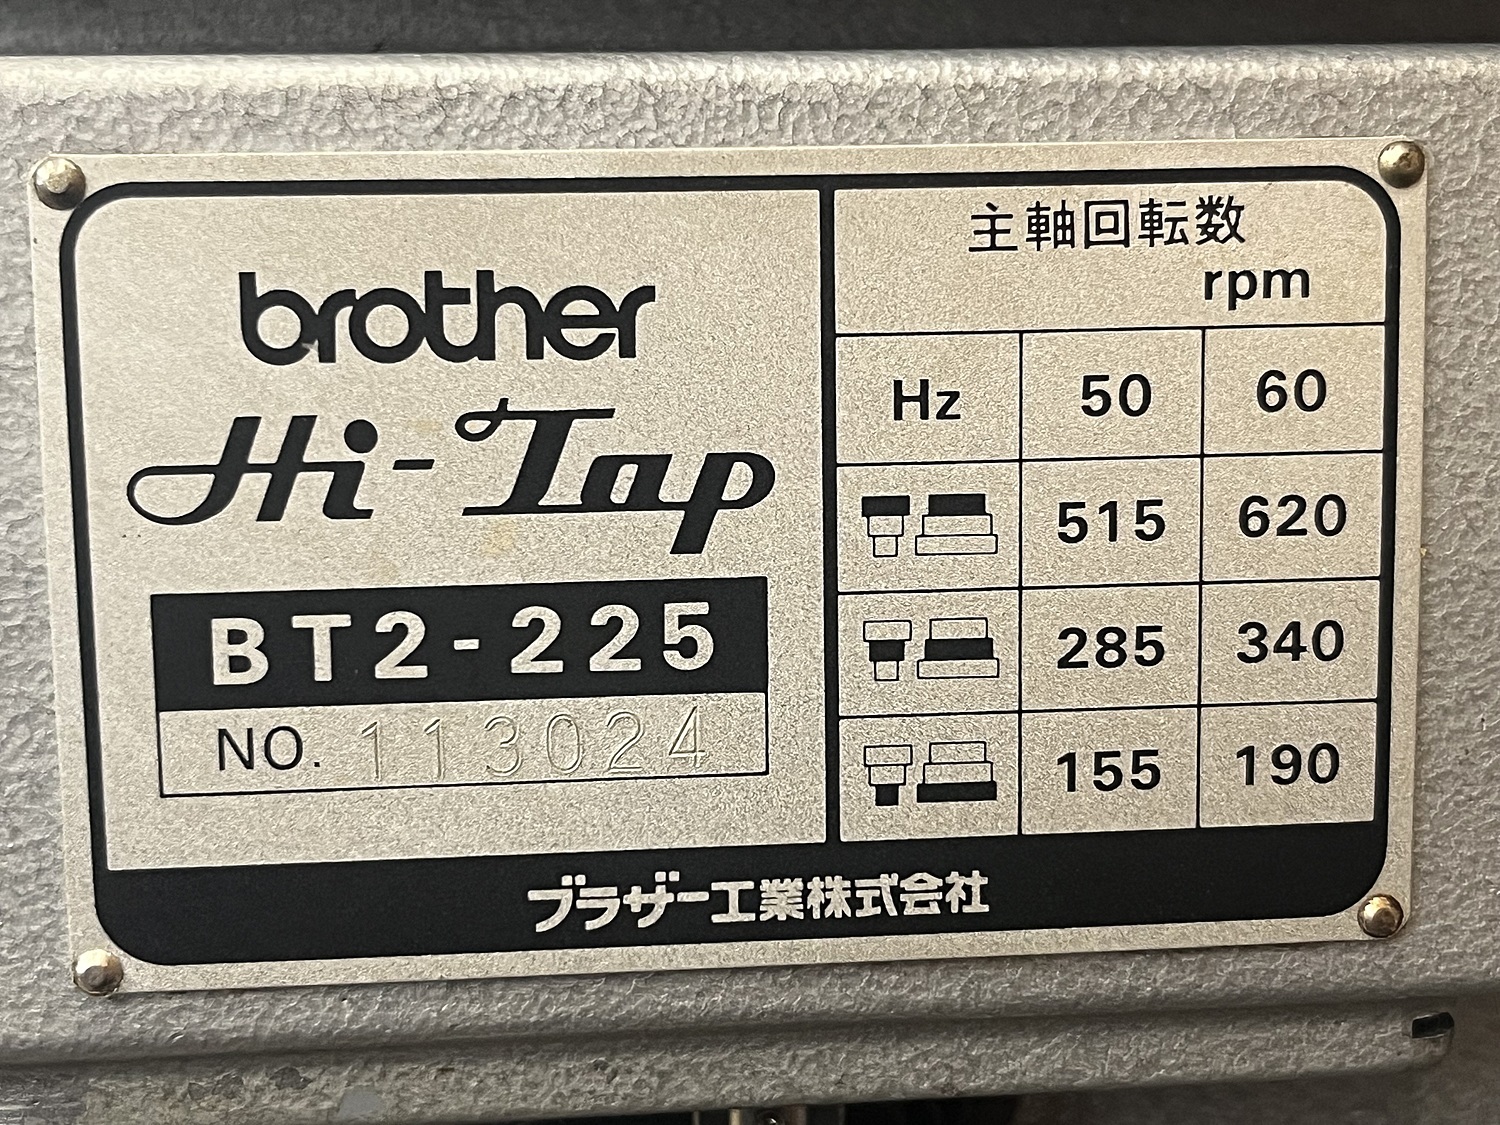 brother
Hi-Tap
BT2-225
NO. 113024
主軸回転数
rpm
Hz 50 60
515 620
285 340
155 190
ブラザー工業株式会社